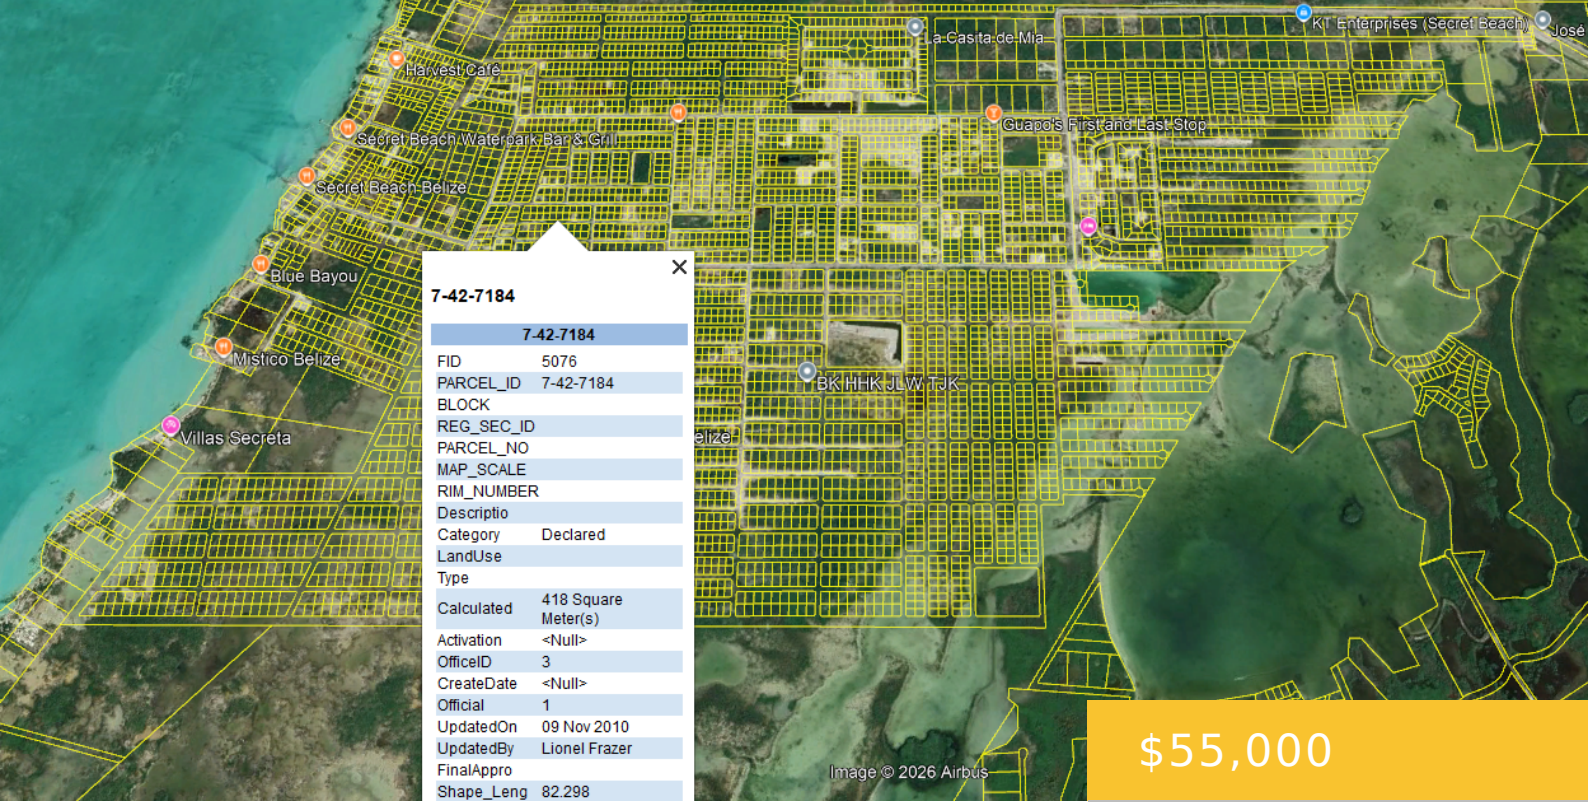 KT Enterprises (Secret Beach)
José
La Casita de Mia
Harvest Café
Guapo's First and Last Stop
Secret Beach Waterpark Bar & Grill
Secret Beach Belize
Blue Bayou
Mistico Belize
BK HHK JLW TJK
Villas Secreta
elize
7-42-7184
7-42-7184
FID 5076
PARCEL_ID 7-42-7184
BLOCK
REG_SEC_ID
PARCEL_NO
MAP_SCALE
RIM_NUMBER
Descriptio
Category Declared
LandUse
Type
Calculated 418 Square
Meter(s)
Activation <Null>
OfficeID 3
CreateDate <Null>
Official 1
UpdatedOn 09 Nov 2010
UpdatedBy Lionel Frazer
FinalAppro
Shape_Leng 82.298
Image © 2026 Airbus
$55,000